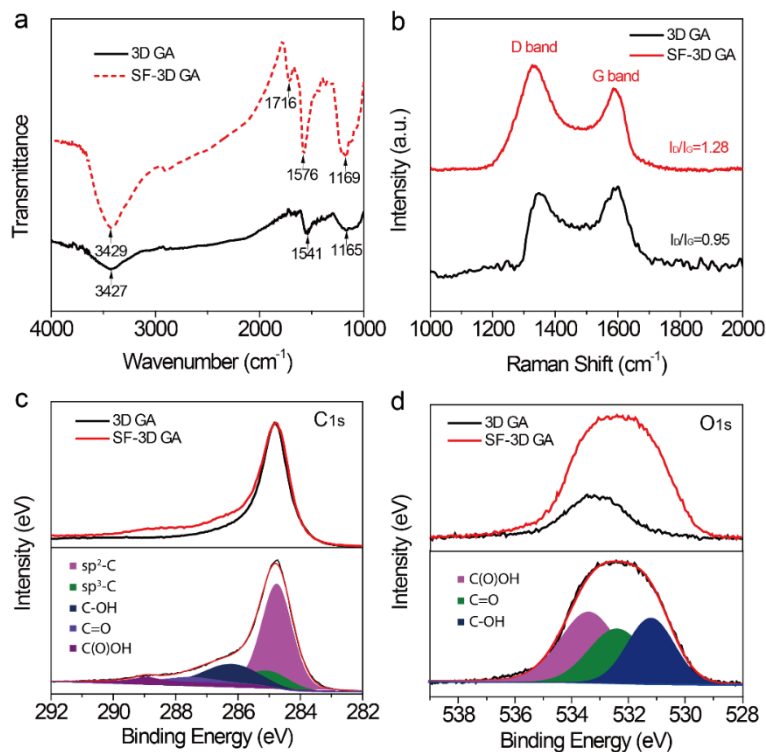 a
3D GA
SF-3D GA
1716
1576
1169
3429
3427
1541
1165
Transmittance
4000
3000
2000
1000
Wavenumber (cm⁻¹)
b
3D GA
SF-3D GA
D band
G band
I_D/I_G=1.28
I_D/I_G=0.95
Intensity (a.u.)
1000
1200
1400
1600
1800
2000
Raman Shift (cm⁻¹)
c
3D GA
SF-3D GA
C1s
sp²-C
sp³-C
C-OH
C=O
C(O)OH
Intensity (eV)
292
290
288
286
284
282
Binding Energy (eV)
d
3D GA
SF-3D GA
O1s
C(O)OH
C=O
C-OH
Intensity (eV)
538
536
534
532
530
528
Binding Energy (eV)